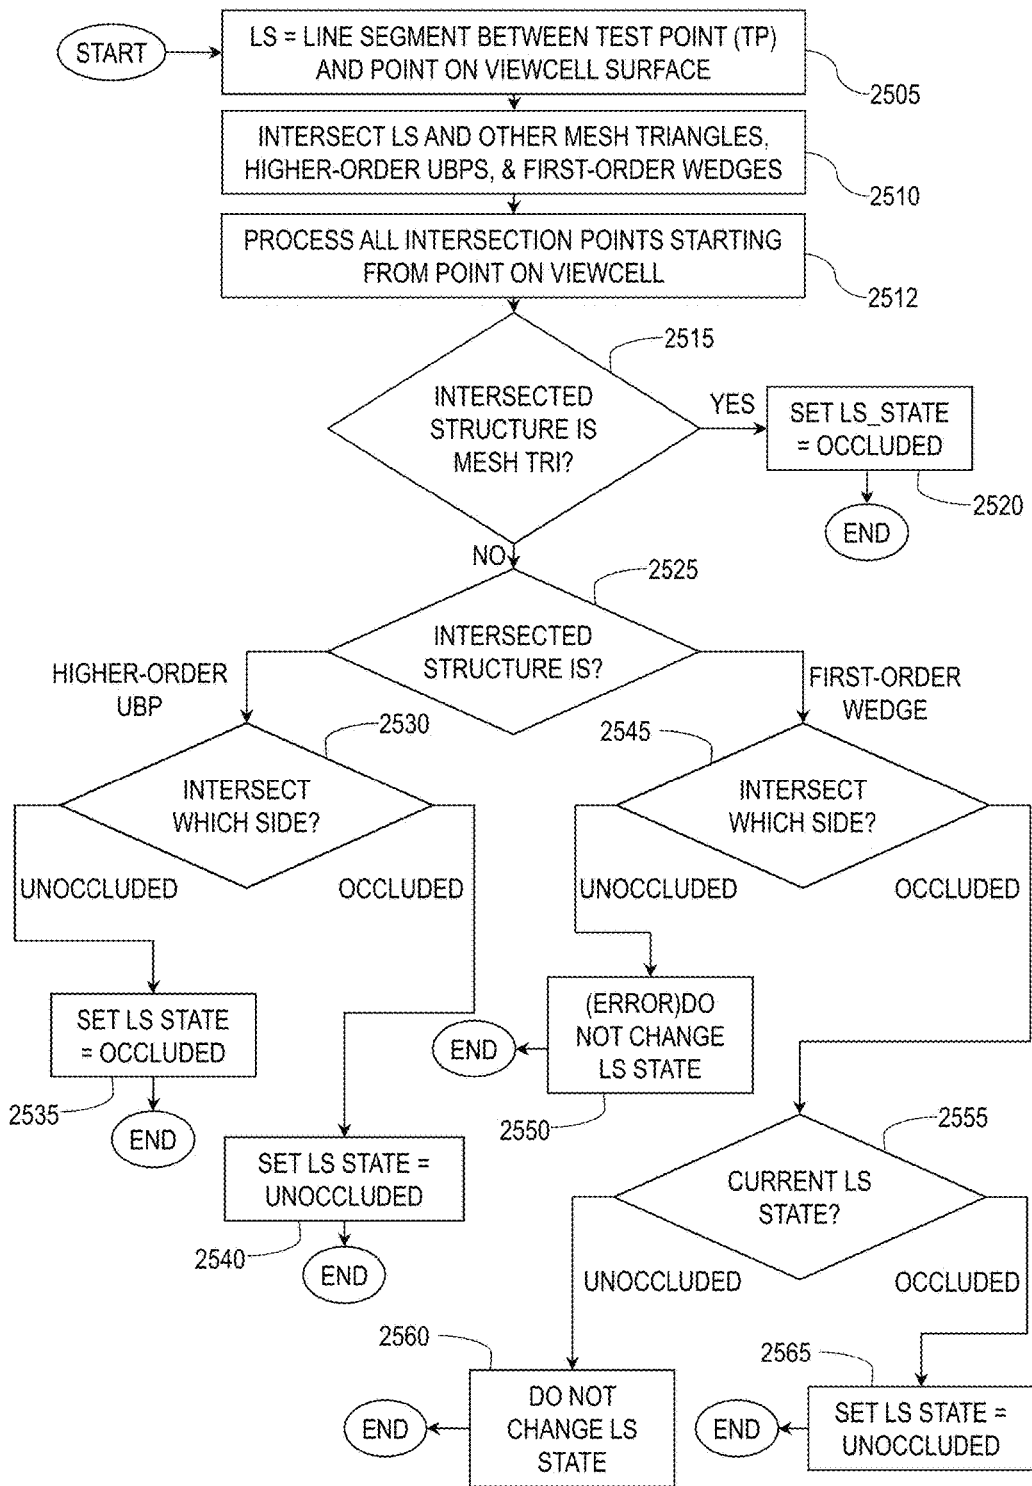 START
LS = LINE SEGMENT BETWEEN TEST POINT (TP)
AND POINT ON VIEWCELL SURFACE
2505
INTERSECT LS AND OTHER MESH TRIANGLES,
HIGHER-ORDER UBPS, & FIRST-ORDER WEDGES
2510
PROCESS ALL INTERSECTION POINTS STARTING
FROM POINT ON VIEWCELL
2512
2515
INTERSECTED
STRUCTURE IS
MESH TRI?
YES
SET LS_STATE
= OCCLUDED
2520
END
NO
2525
INTERSECTED
STRUCTURE IS?
HIGHER-ORDER
UBP
FIRST-ORDER
WEDGE
2530
INTERSECT
WHICH SIDE?
2545
INTERSECT
WHICH SIDE?
UNOCCLUDED
OCCLUDED
UNOCCLUDED
OCCLUDED
SET LS STATE
= OCCLUDED
2535
END
SET LS STATE =
UNOCCLUDED
2540
END
(ERROR)DO
NOT CHANGE
LS STATE
2550
END
2555
CURRENT LS
STATE?
UNOCCLUDED
OCCLUDED
2560
DO NOT
CHANGE LS
STATE
END
2565
SET LS STATE =
UNOCCLUDED
END